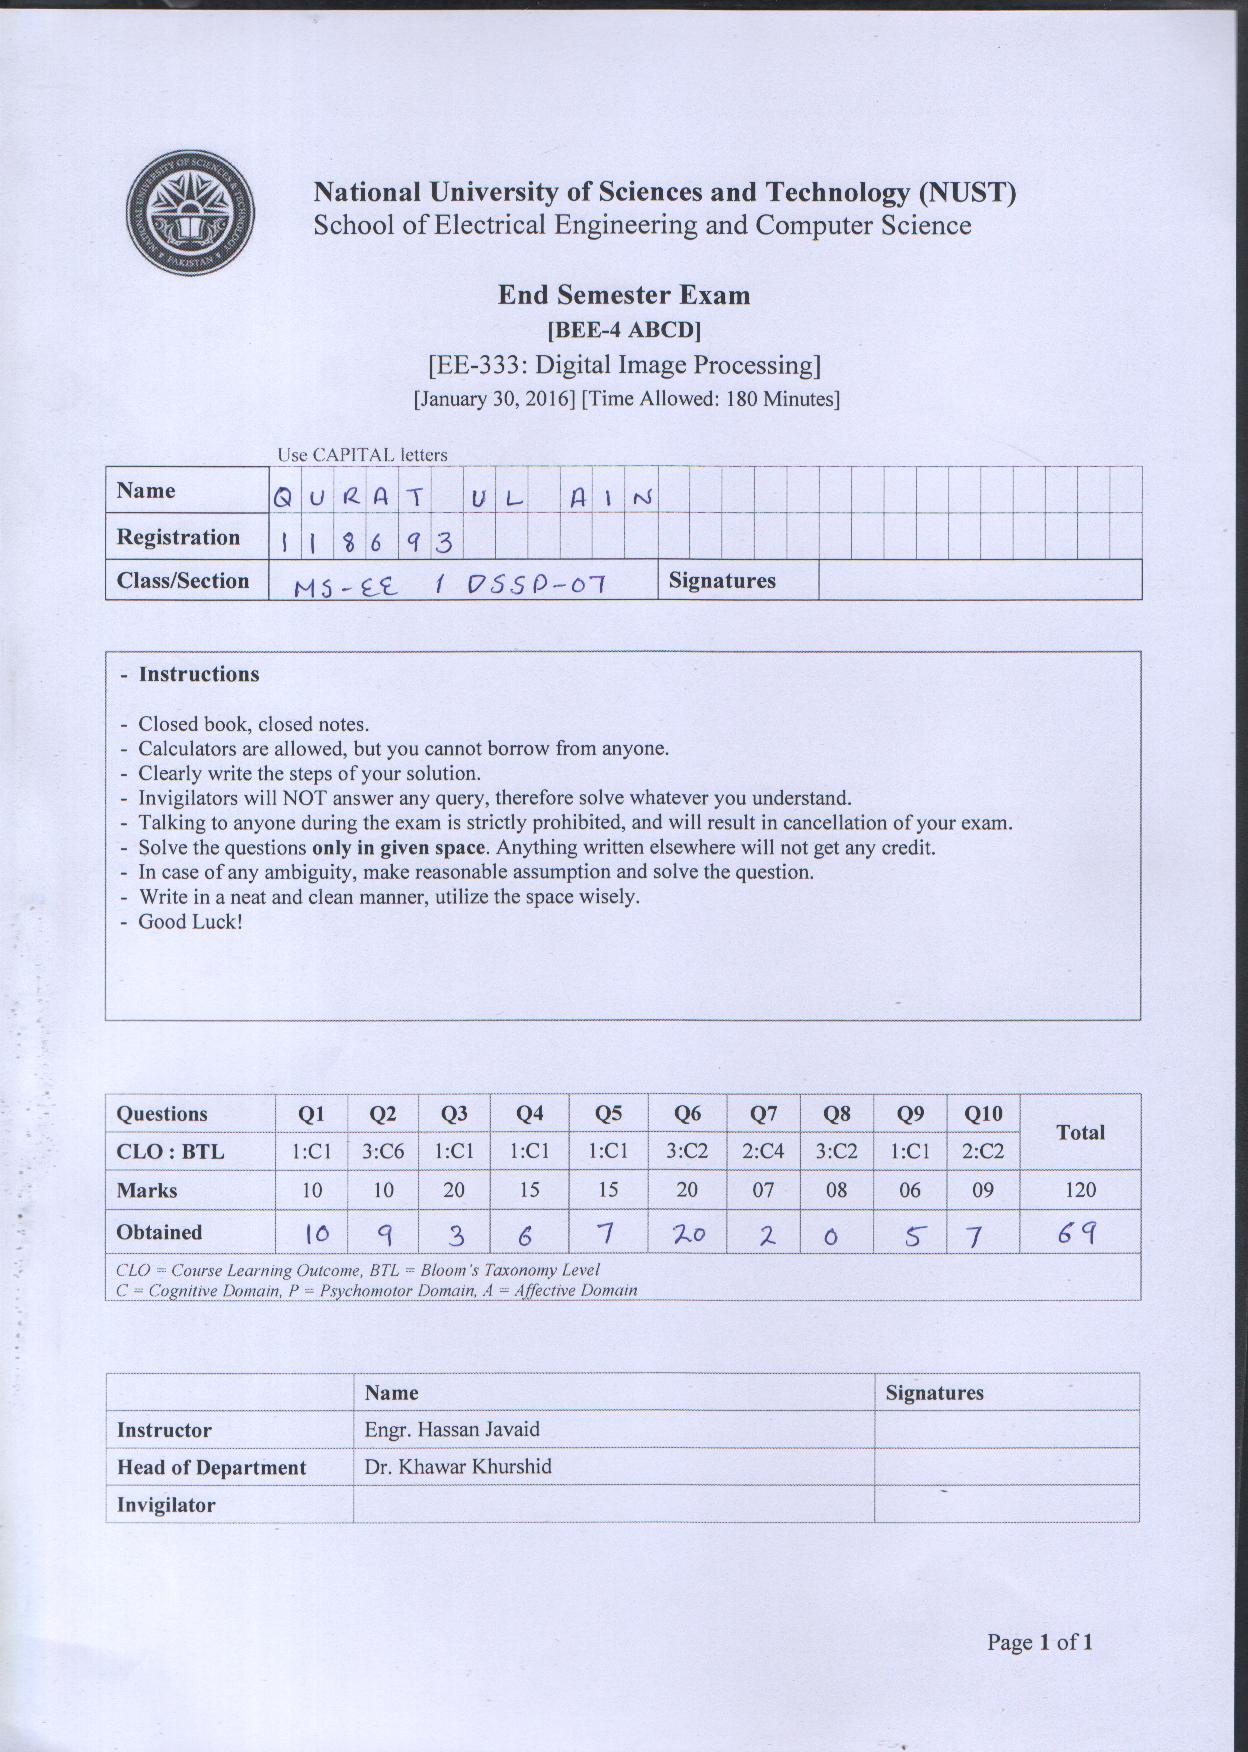 NATIONAL UNIVERSITY OF SCIENCES & TECHNOLOGY
PAKISTAN
National University of Sciences and Technology (NUST)
School of Electrical Engineering and Computer Science
End Semester Exam
[BEE-4 ABCD]
[EE-333: Digital Image Processing]
[January 30, 2016] [Time Allowed: 180 Minutes]
Use CAPITAL letters
Name QURAT UL AIN
Registration 118693
Class/Section MS-EE / DSSP-07 Signatures
- Instructions
- Closed book, closed notes.
- Calculators are allowed, but you cannot borrow from anyone.
- Clearly write the steps of your solution.
- Invigilators will NOT answer any query, therefore solve whatever you understand.
- Talking to anyone during the exam is strictly prohibited, and will result in cancellation of your exam.
- Solve the questions only in given space. Anything written elsewhere will not get any credit.
- In case of any ambiguity, make reasonable assumption and solve the question.
- Write in a neat and clean manner, utilize the space wisely.
- Good Luck!
Questions Q1 Q2 Q3 Q4 Q5 Q6 Q7 Q8 Q9 Q10 Total
CLO : BTL 1:C1 3:C6 1:C1 1:C1 1:C1 3:C2 2:C4 3:C2 1:C1 2:C2
Marks 10 10 20 15 15 20 07 08 06 09 120
Obtained 10 9 3 6 7 20 2 0 5 7 69
CLO = Course Learning Outcome, BTL = Bloom's Taxonomy Level
C = Cognitive Domain, P = Psychomotor Domain, A = Affective Domain
Name Signatures
Instructor Engr. Hassan Javaid
Head of Department Dr. Khawar Khurshid
Invigilator
Page 1 of 1